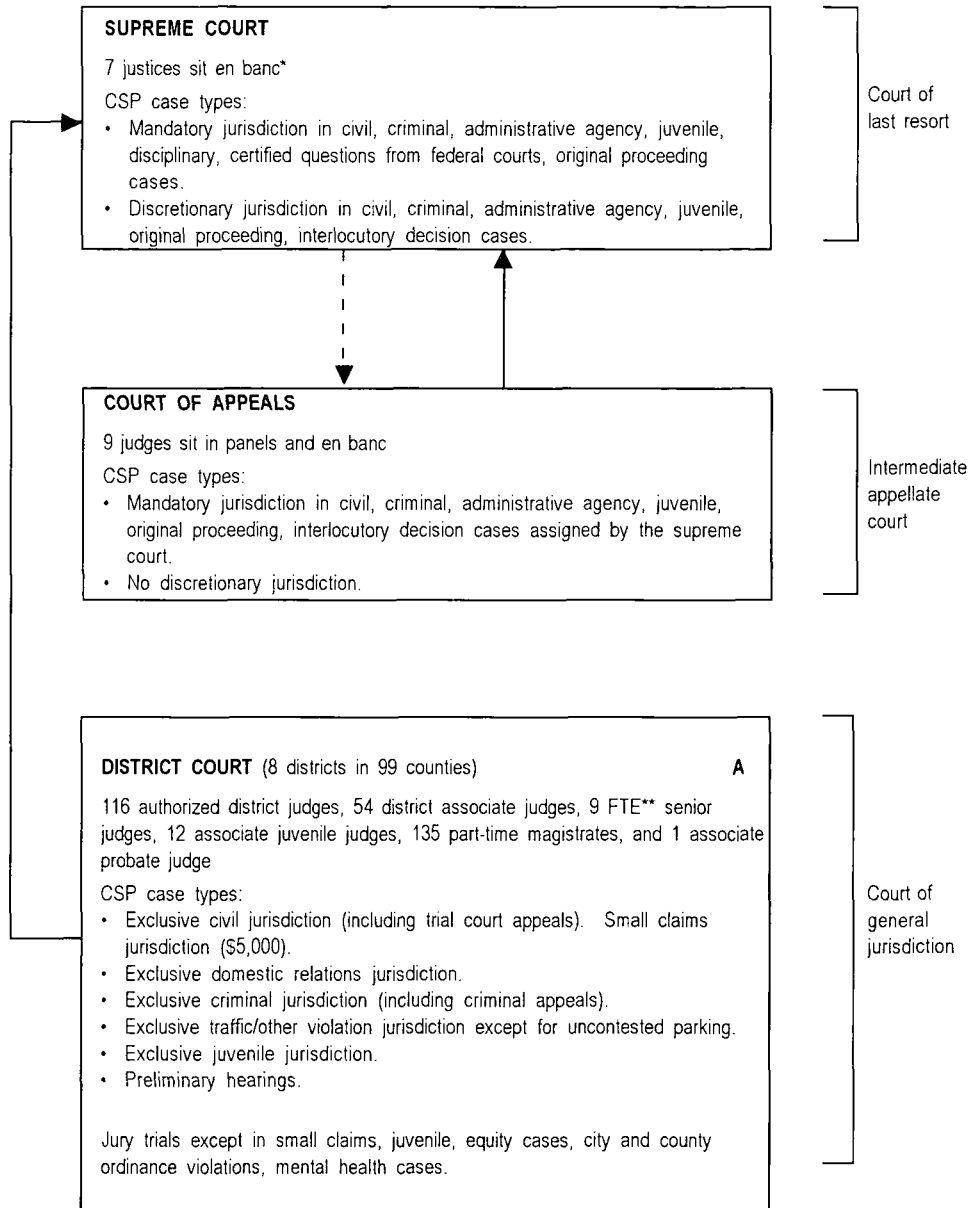 SUPREME COURT
7 justices sit en banc*
CSP case types:
• Mandatory jurisdiction in civil, criminal, administrative agency, juvenile,
disciplinary, certified questions from federal courts, original proceeding
cases.
• Discretionary jurisdiction in civil, criminal, administrative agency, juvenile,
original proceeding, interlocutory decision cases.
Court of
last resort
COURT OF APPEALS
9 judges sit in panels and en banc
CSP case types:
• Mandatory jurisdiction in civil, criminal, administrative agency, juvenile,
original proceeding, interlocutory decision cases assigned by the supreme
court.
• No discretionary jurisdiction.
Intermediate
appellate
court
DISTRICT COURT (8 districts in 99 counties) A
116 authorized district judges, 54 district associate judges, 9 FTE** senior
judges, 12 associate juvenile judges, 135 part-time magistrates, and 1 associate
probate judge
CSP case types:
• Exclusive civil jurisdiction (including trial court appeals). Small claims
jurisdiction ($5,000).
• Exclusive domestic relations jurisdiction.
• Exclusive criminal jurisdiction (including criminal appeals).
• Exclusive traffic/other violation jurisdiction except for uncontested parking.
• Exclusive juvenile jurisdiction.
• Preliminary hearings.
Jury trials except in small claims, juvenile, equity cases, city and county
ordinance violations, mental health cases.
Court of
general
jurisdiction